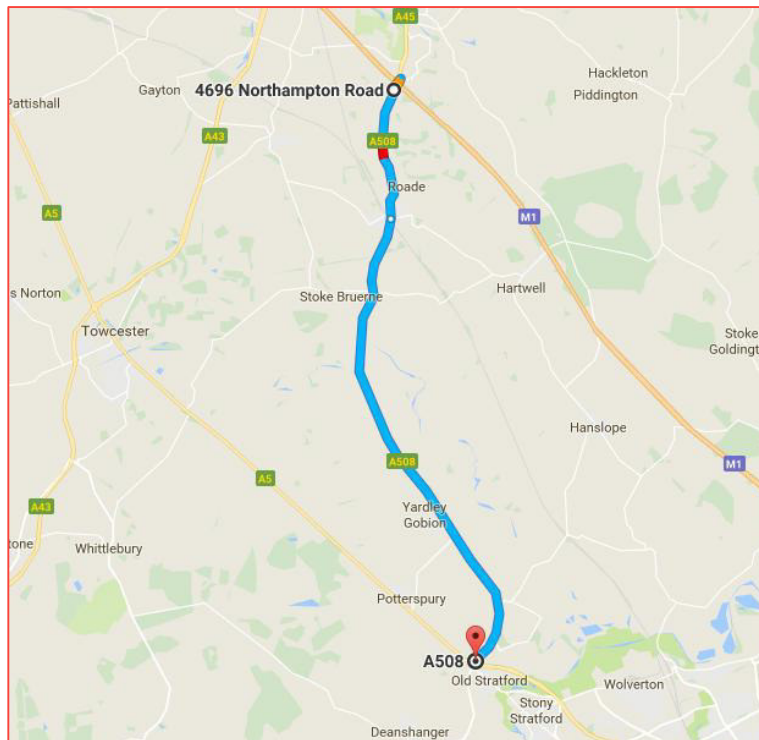 A45
Hackleton
Piddington
Gayton
4696 Northampton Road
Pattishall
A43
A508
Roade
A5
M1
s Norton
Stoke Bruerne
Hartwell
Towcester
Stoke
Goldington
Hanslope
A508
M1
A5
A43
Yardley
Gobion
tone
Whittlebury
Potterspury
A508
Old Stratford
Wolverton
Stony
Stratford
Deanshanger